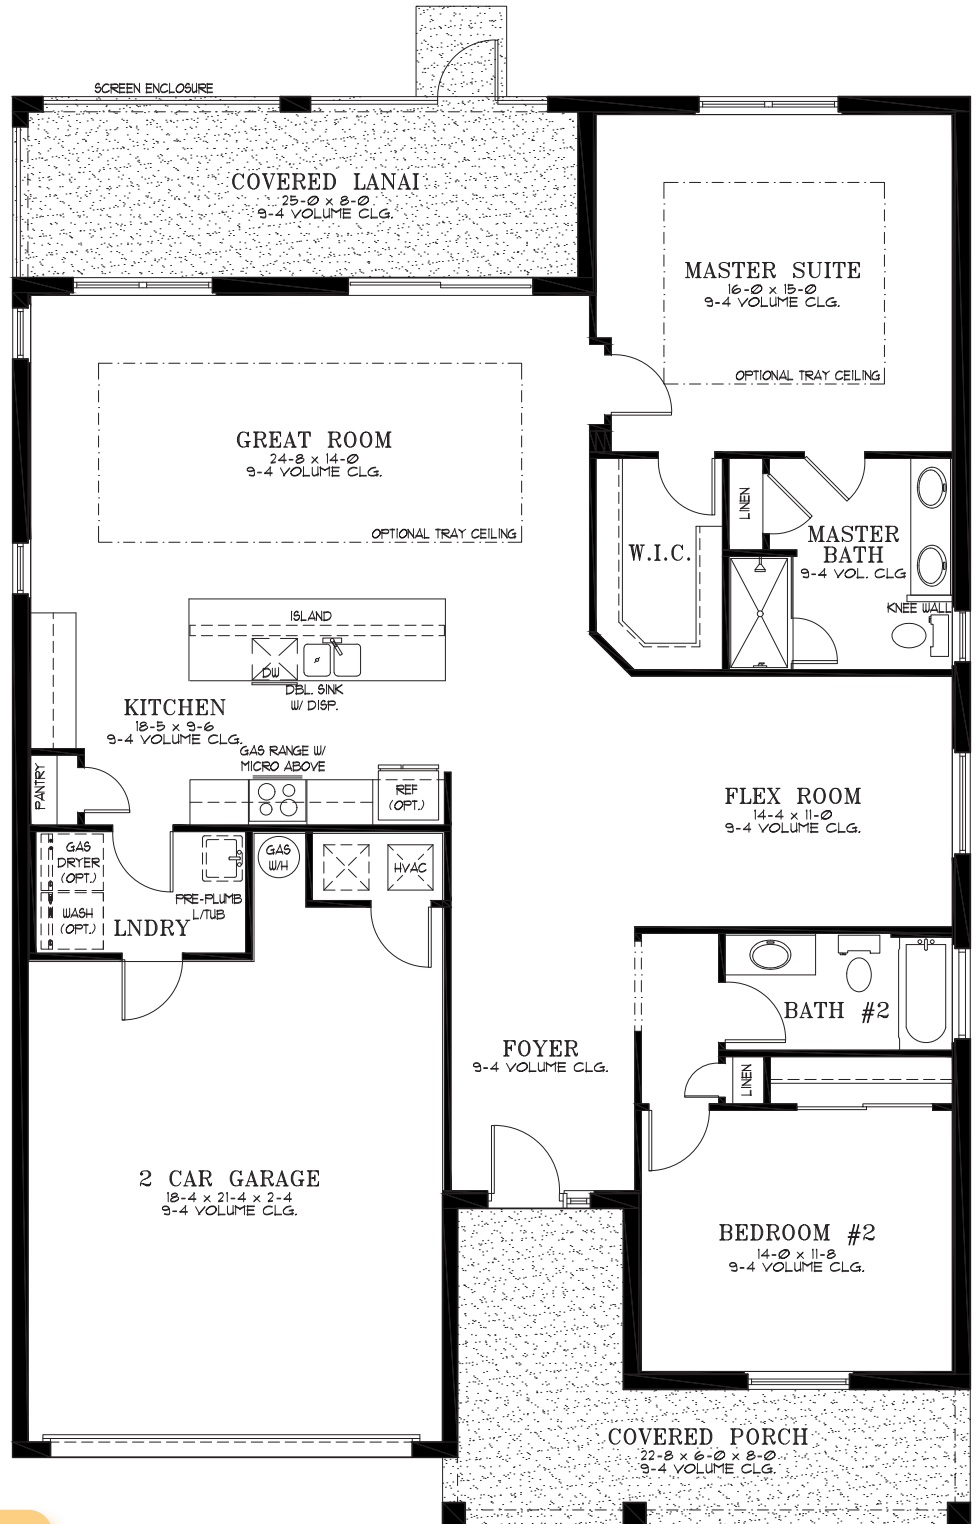 SCREEN ENCLOSURE
COVERED LANAI
25-0 x 8-0
9-4 VOLUME CLG.
MASTER SUITE
16-0 x 15-0
9-4 VOLUME CLG.
OPTIONAL TRAY CEILING
GREAT ROOM
24-8 x 14-0
9-4 VOLUME CLG.
OPTIONAL TRAY CEILING
W.I.C.
LINEN
MASTER
BATH
9-4 VOL. CLG
KNEE WALL
ISLAND
DW
DBL. SINK
W/ DISP.
KITCHEN
18-5 x 9-6
9-4 VOLUME CLG.
GAS RANGE W/
MICRO ABOVE
PANTRY
REF
(OPT.)
FLEX ROOM
14-4 x 11-0
9-4 VOLUME CLG.
GAS
DRYER
(OPT.)
WASH
(OPT.)
PRE-PLUMB
L/TUB
LNDRY
GAS
W/H
HVAC
BATH #2
LINEN
FOYER
9-4 VOLUME CLG.
2 CAR GARAGE
18-4 x 21-4 x 2-4
9-4 VOLUME CLG.
BEDROOM #2
14-0 x 11-8
9-4 VOLUME CLG.
COVERED PORCH
22-8 x 6-0 x 8-0
9-4 VOLUME CLG.